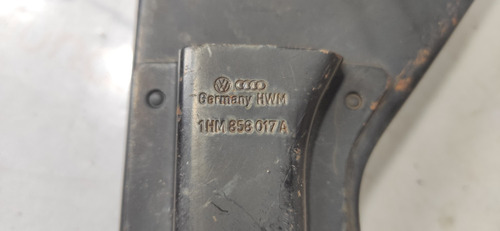 Germany HWM
1HM 858 017 A